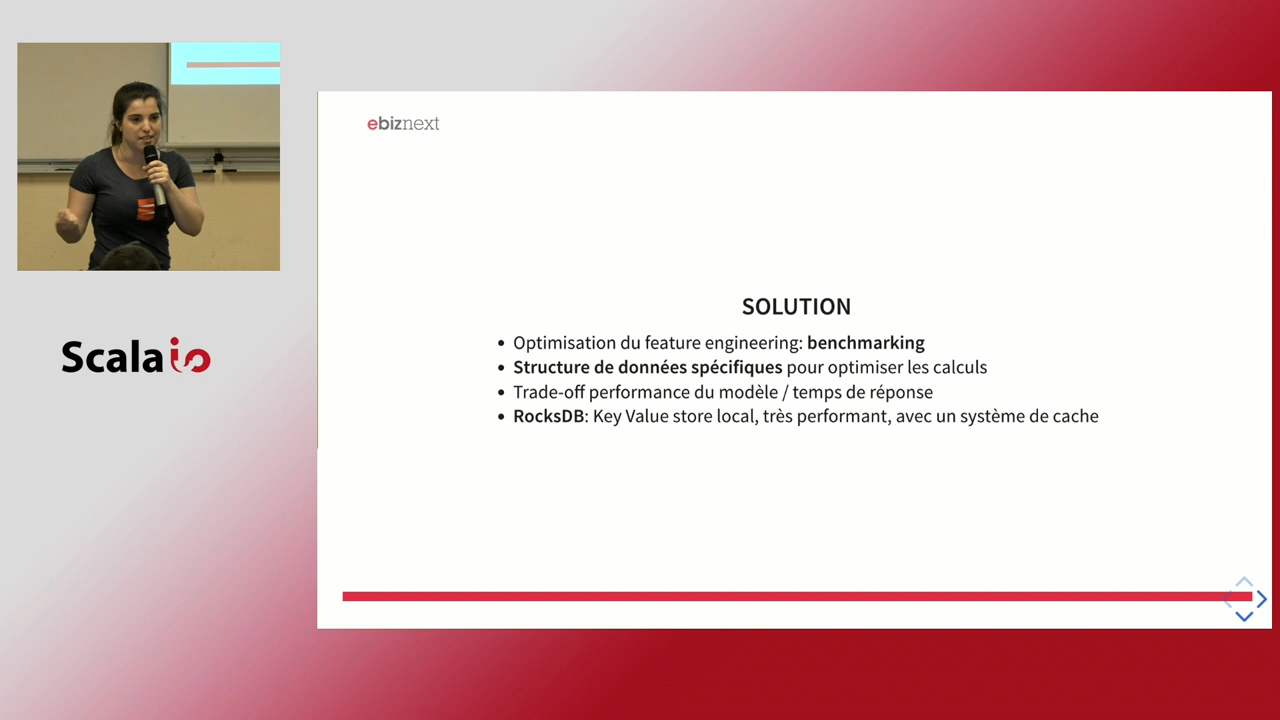 ebiznext
Scalaio
SOLUTION
• Optimisation du feature engineering: benchmarking
• Structure de données spécifiques pour optimiser les calculs
• Trade-off performance du modèle / temps de réponse
• RocksDB: Key Value store local, très performant, avec un système de cache